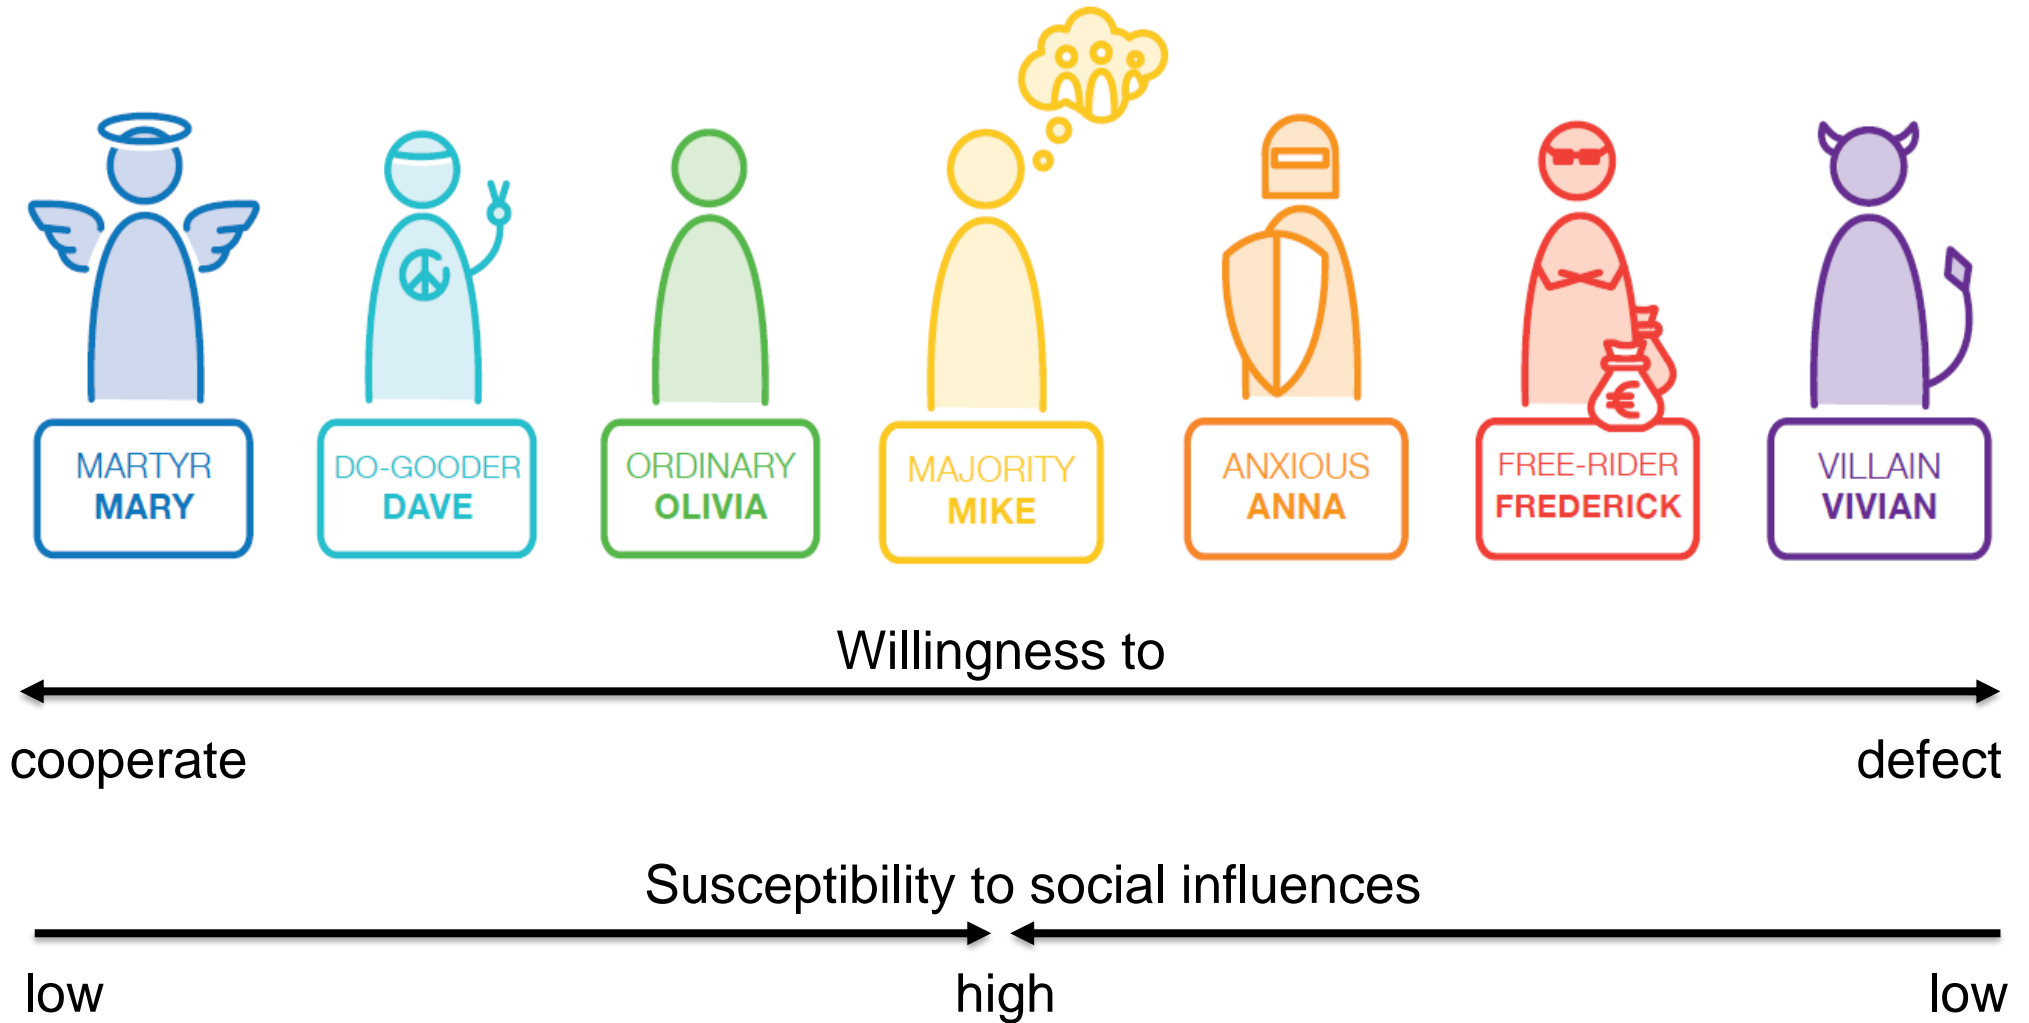 MARTYR
MARY
DO-GOODER
DAVE
ORDINARY
OLIVIA
MAJORITY
MIKE
ANXIOUS
ANNA
€
FREE-RIDER
FREDERICK
VILLAIN
VIVIAN
Willingness to
cooperate
defect
Susceptibility to social influences
low
high
low